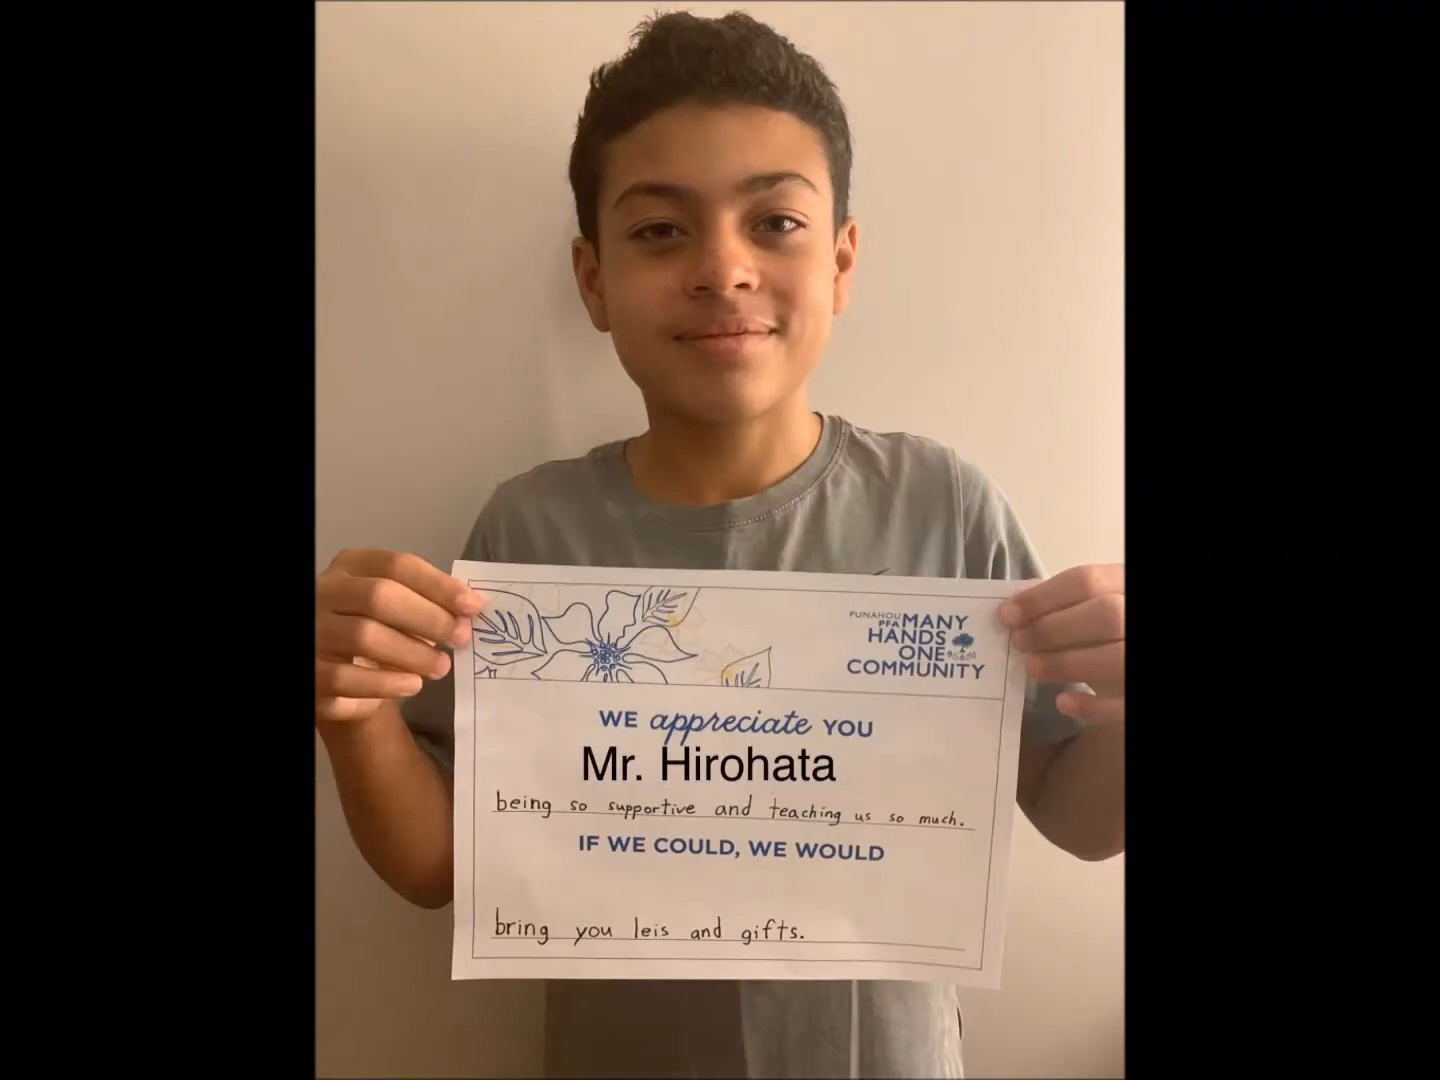 PUNAHOU
PFA MANY
HANDS
ONE
COMMUNITY
WE appreciate YOU
Mr. Hirohata
being so supportive and teaching us so much.
IF WE COULD, WE WOULD
bring you leis and gifts.